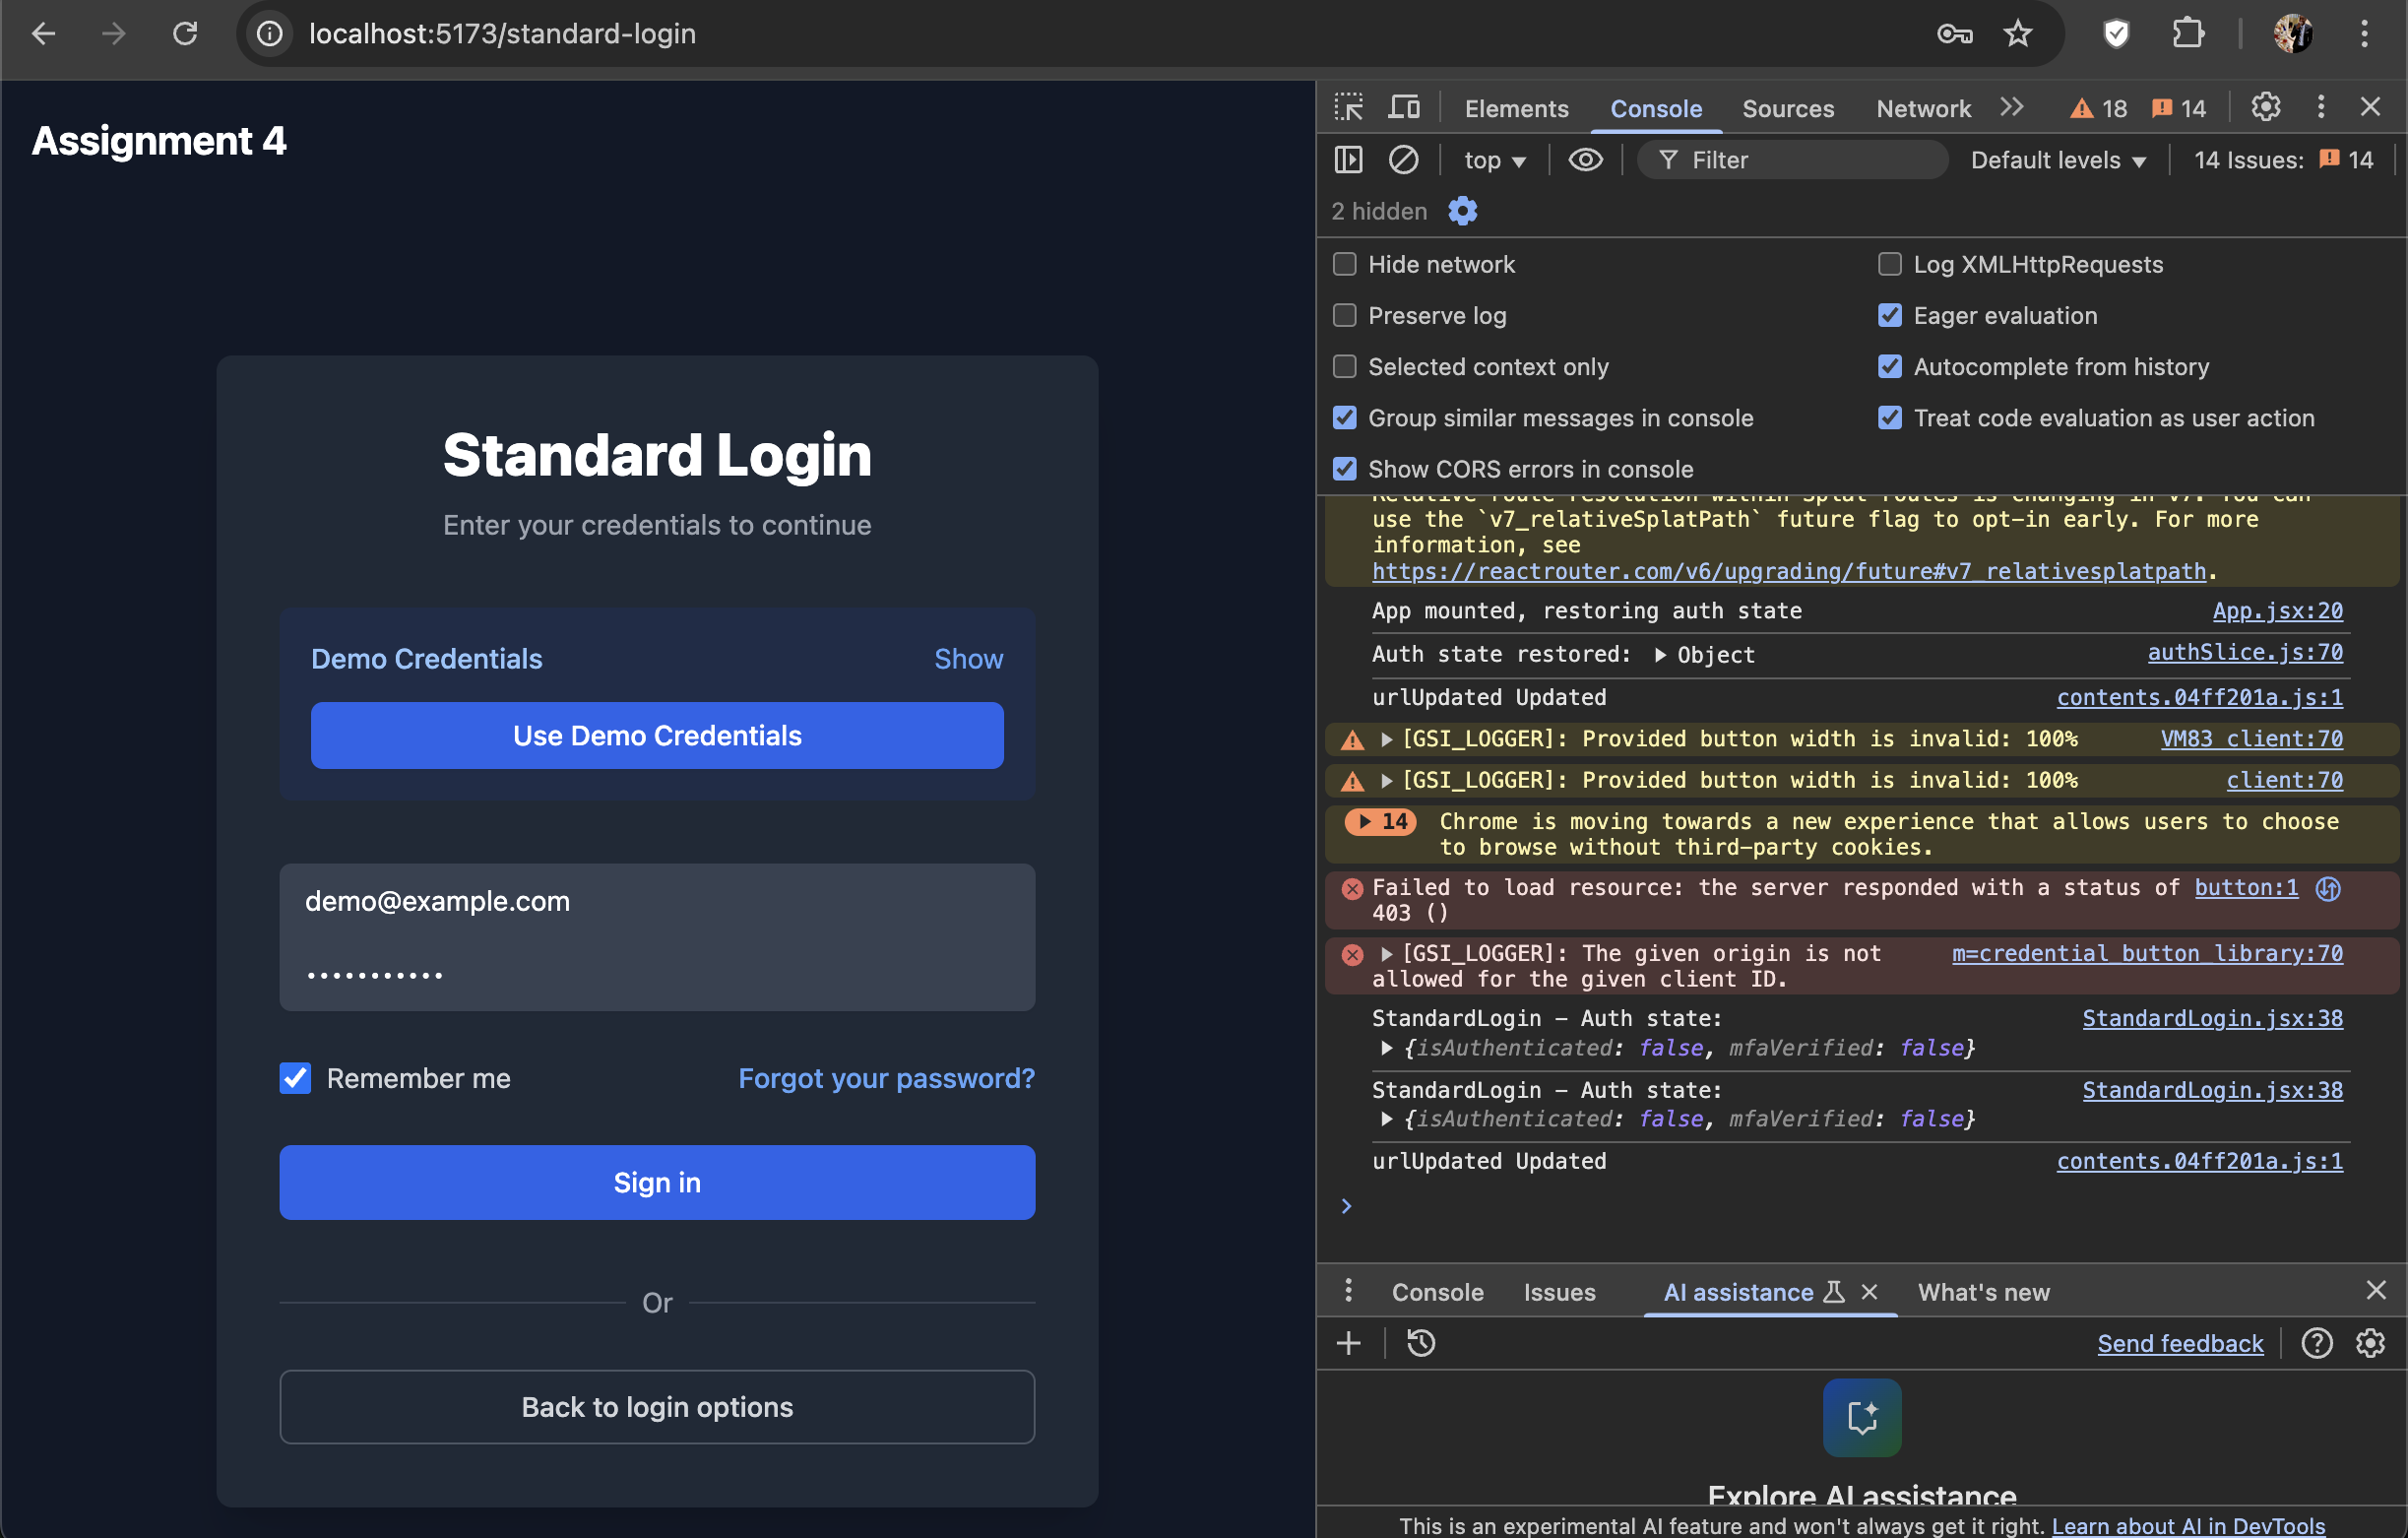 localhost:5173/standard-login
Assignment 4
Standard Login
Enter your credentials to continue
Demo Credentials
Show
Use Demo Credentials
demo@example.com
•••••••••••
Remember me
Forgot your password?
Sign in
Or
Back to login options
Elements
Console
Sources
Network
18
14
top
Filter
Default levels
14 Issues:
14
2 hidden
Hide network
Log XMLHttpRequests
Preserve log
Eager evaluation
Selected context only
Autocomplete from history
Group similar messages in console
Treat code evaluation as user action
Show CORS errors in console
Relative route resolution within Splat routes is changing in v7. You can
use the `v7_relativeSplatPath` future flag to opt-in early. For more
information, see
https://reactrouter.com/v6/upgrading/future#v7_relativesplatpath.
App mounted, restoring auth state
App.jsx:20
Auth state restored: ▶ Object
authSlice.js:70
urlUpdated Updated
contents.04ff201a.js:1
▶ [GSI_LOGGER]: Provided button width is invalid: 100%
VM83 client:70
▶ [GSI_LOGGER]: Provided button width is invalid: 100%
client:70
▶ 14 Chrome is moving towards a new experience that allows users to choose
to browse without third-party cookies.
Failed to load resource: the server responded with a status of button:1
403 ()
▶ [GSI_LOGGER]: The given origin is not m=credential_button_library:70
allowed for the given client ID.
StandardLogin – Auth state:
StandardLogin.jsx:38
▶ {isAuthenticated: false, mfaVerified: false}
StandardLogin – Auth state:
StandardLogin.jsx:38
▶ {isAuthenticated: false, mfaVerified: false}
urlUpdated Updated
contents.04ff201a.js:1
Console
Issues
AI assistance
What's new
Send feedback
Explore AI assistance
This is an experimental AI feature and won't always get it right. Learn about AI in DevTools